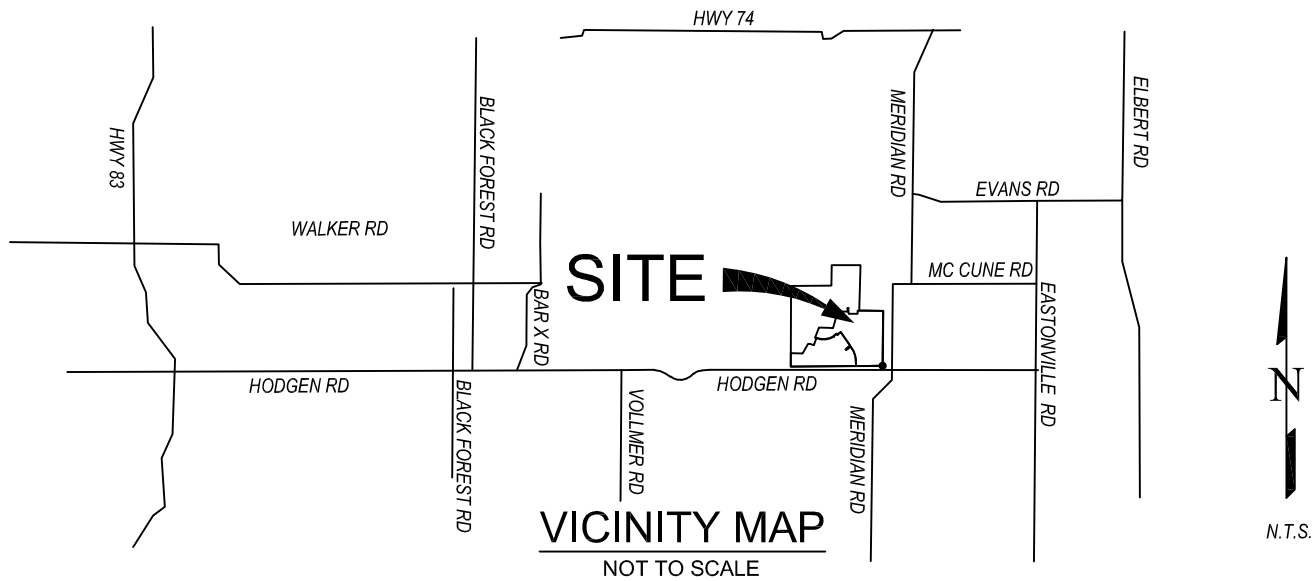 HWY 74
HWY 83
BLACK FOREST RD
MERIDIAN RD
ELBERT RD
EVANS RD
WALKER RD
SITE
MC CUNE RD
BAR X RD
EASTONVILLE RD
HODGEN RD
HODGEN RD
BLACK FOREST RD
VOLLMER RD
MERIDIAN RD
N
VICINITY MAP
NOT TO SCALE
N.T.S.